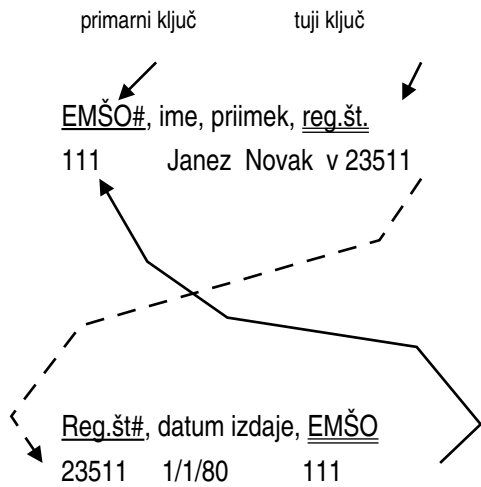 primarni ključ tuji ključ
EMŠO#, ime, priimek, reg.št.
111 Janez Novak v 23511
Reg.št#, datum izdaje, EMŠO
23511 1/1/80 111